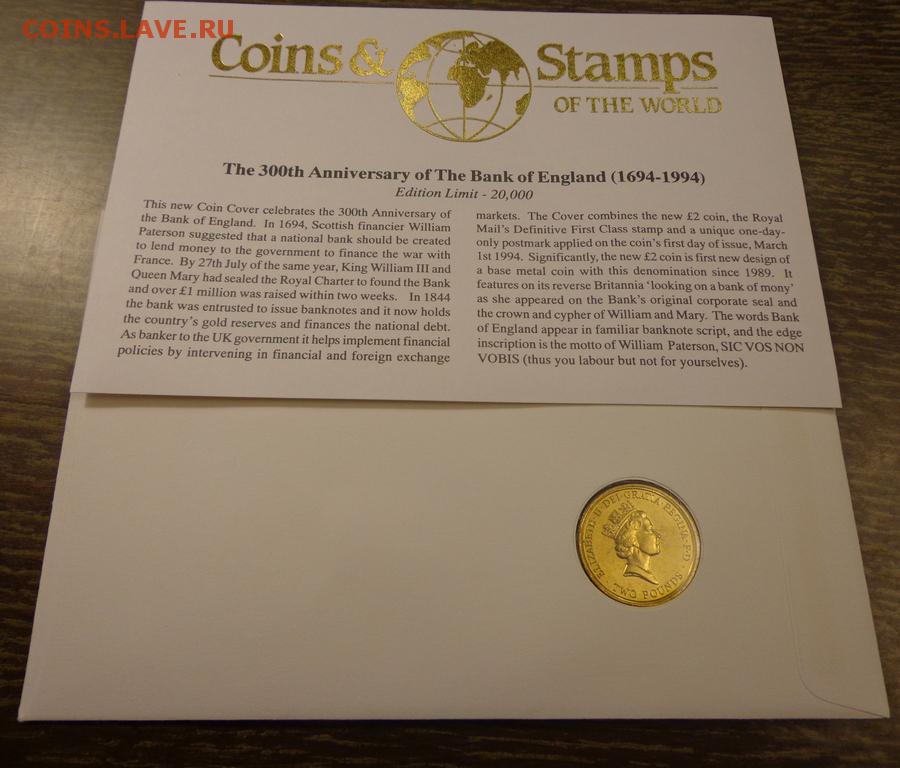 COINS.LAVE.RU
Coins & Stamps
OF THE WORLD
The 300th Anniversary of The Bank of England (1694-1994)
Edition Limit - 20,000
This new Coin Cover celebrates the 300th Anniversary of
the Bank of England. In 1694, Scottish financier William
Paterson suggested that a national bank should be created
to lend money to the government to finance the war with
France. By 27th July of the same year, King William III and
Queen Mary had sealed the Royal Charter to found the Bank
and over £1 million was raised within two weeks. In 1844
the bank was entrusted to issue banknotes and it now holds
the country's gold reserves and finances the national debt.
As banker to the UK government it helps implement financial
policies by intervening in financial and foreign exchange
markets. The Cover combines the new £2 coin, the Royal
Mail's Definitive First Class stamp and a unique one-day-
only postmark applied on the coin's first day of issue, March
1st 1994. Significantly, the new £2 coin is first new design of
a base metal coin with this denomination since 1989. It
features on its reverse Britannia 'looking on a bank of mony'
as she appeared on the Bank's original corporate seal and
the crown and cypher of William and Mary. The words Bank
of England appear in familiar banknote script, and the edge
inscription is the motto of William Paterson, SIC VOS NON
VOBIS (thus you labour but not for yourselves).
ELIZABETH·II·DEI·GRATIA·REGINA·F·D·
TWO POUNDS